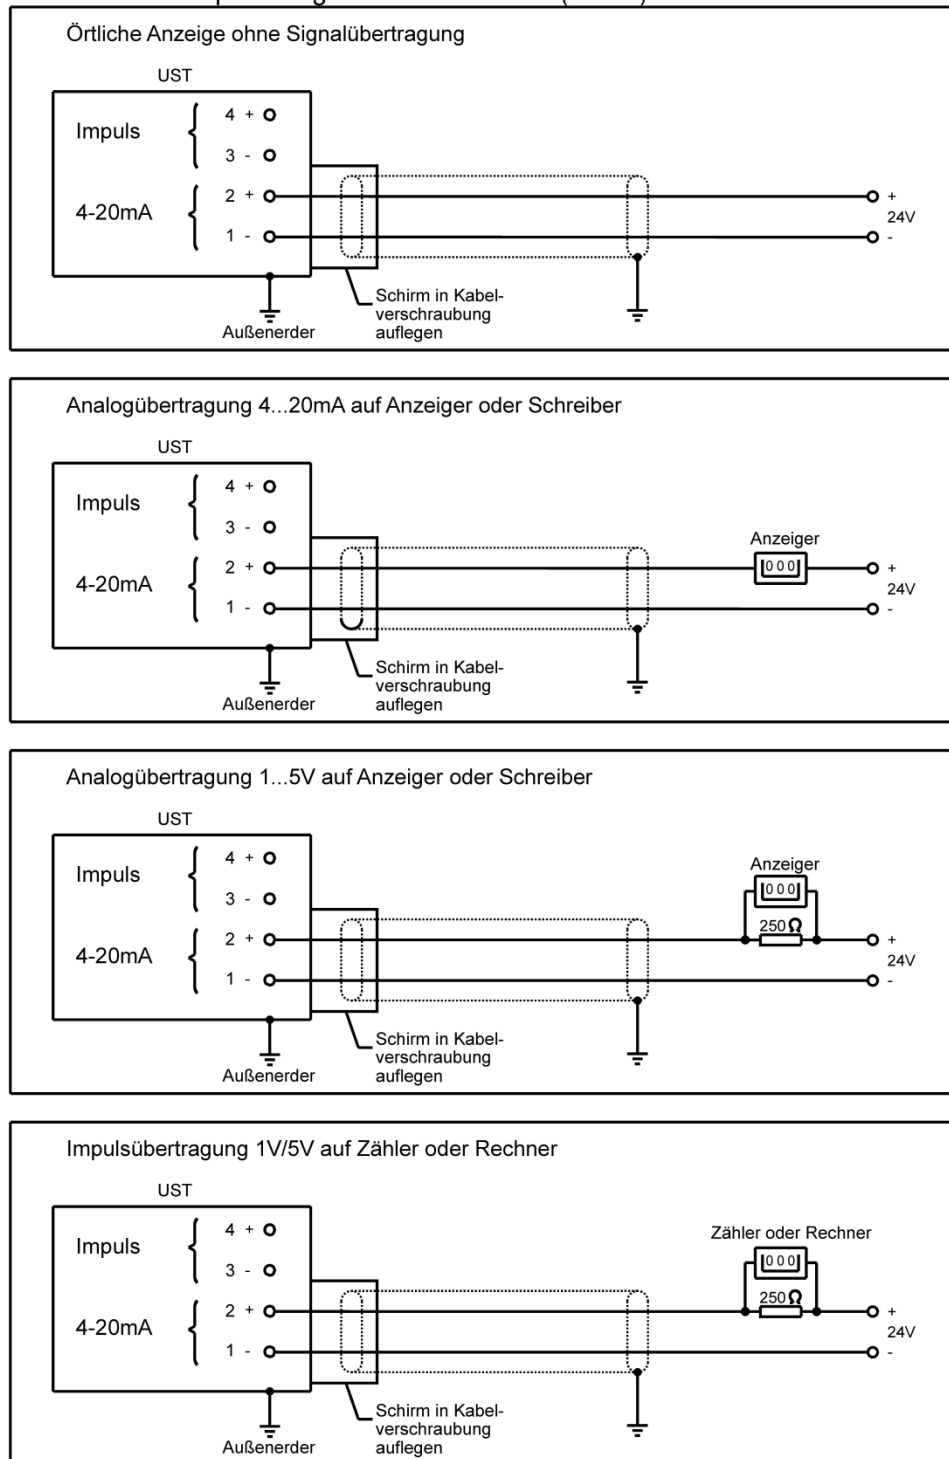 Örtliche Anzeige ohne Signalübertragung
UST
Impuls
4 +
3 -
4-20mA
2 +
1 -
+
24V
-
Schirm in Kabel-
verschraubung
auflegen
Außenerder
Analogübertragung 4...20mA auf Anzeiger oder Schreiber
UST
Impuls
4 +
3 -
4-20mA
2 +
1 -
Anzeiger
000
+
24V
-
Schirm in Kabel-
verschraubung
auflegen
Außenerder
Analogübertragung 1...5V auf Anzeiger oder Schreiber
UST
Impuls
4 +
3 -
4-20mA
2 +
1 -
Anzeiger
000
250 Ω
+
24V
-
Schirm in Kabel-
verschraubung
auflegen
Außenerder
Impulsübertragung 1V/5V auf Zähler oder Rechner
UST
Impuls
4 +
3 -
4-20mA
2 +
1 -
Zähler oder Rechner
000
250 Ω
+
24V
-
Schirm in Kabel-
verschraubung
auflegen
Außenerder